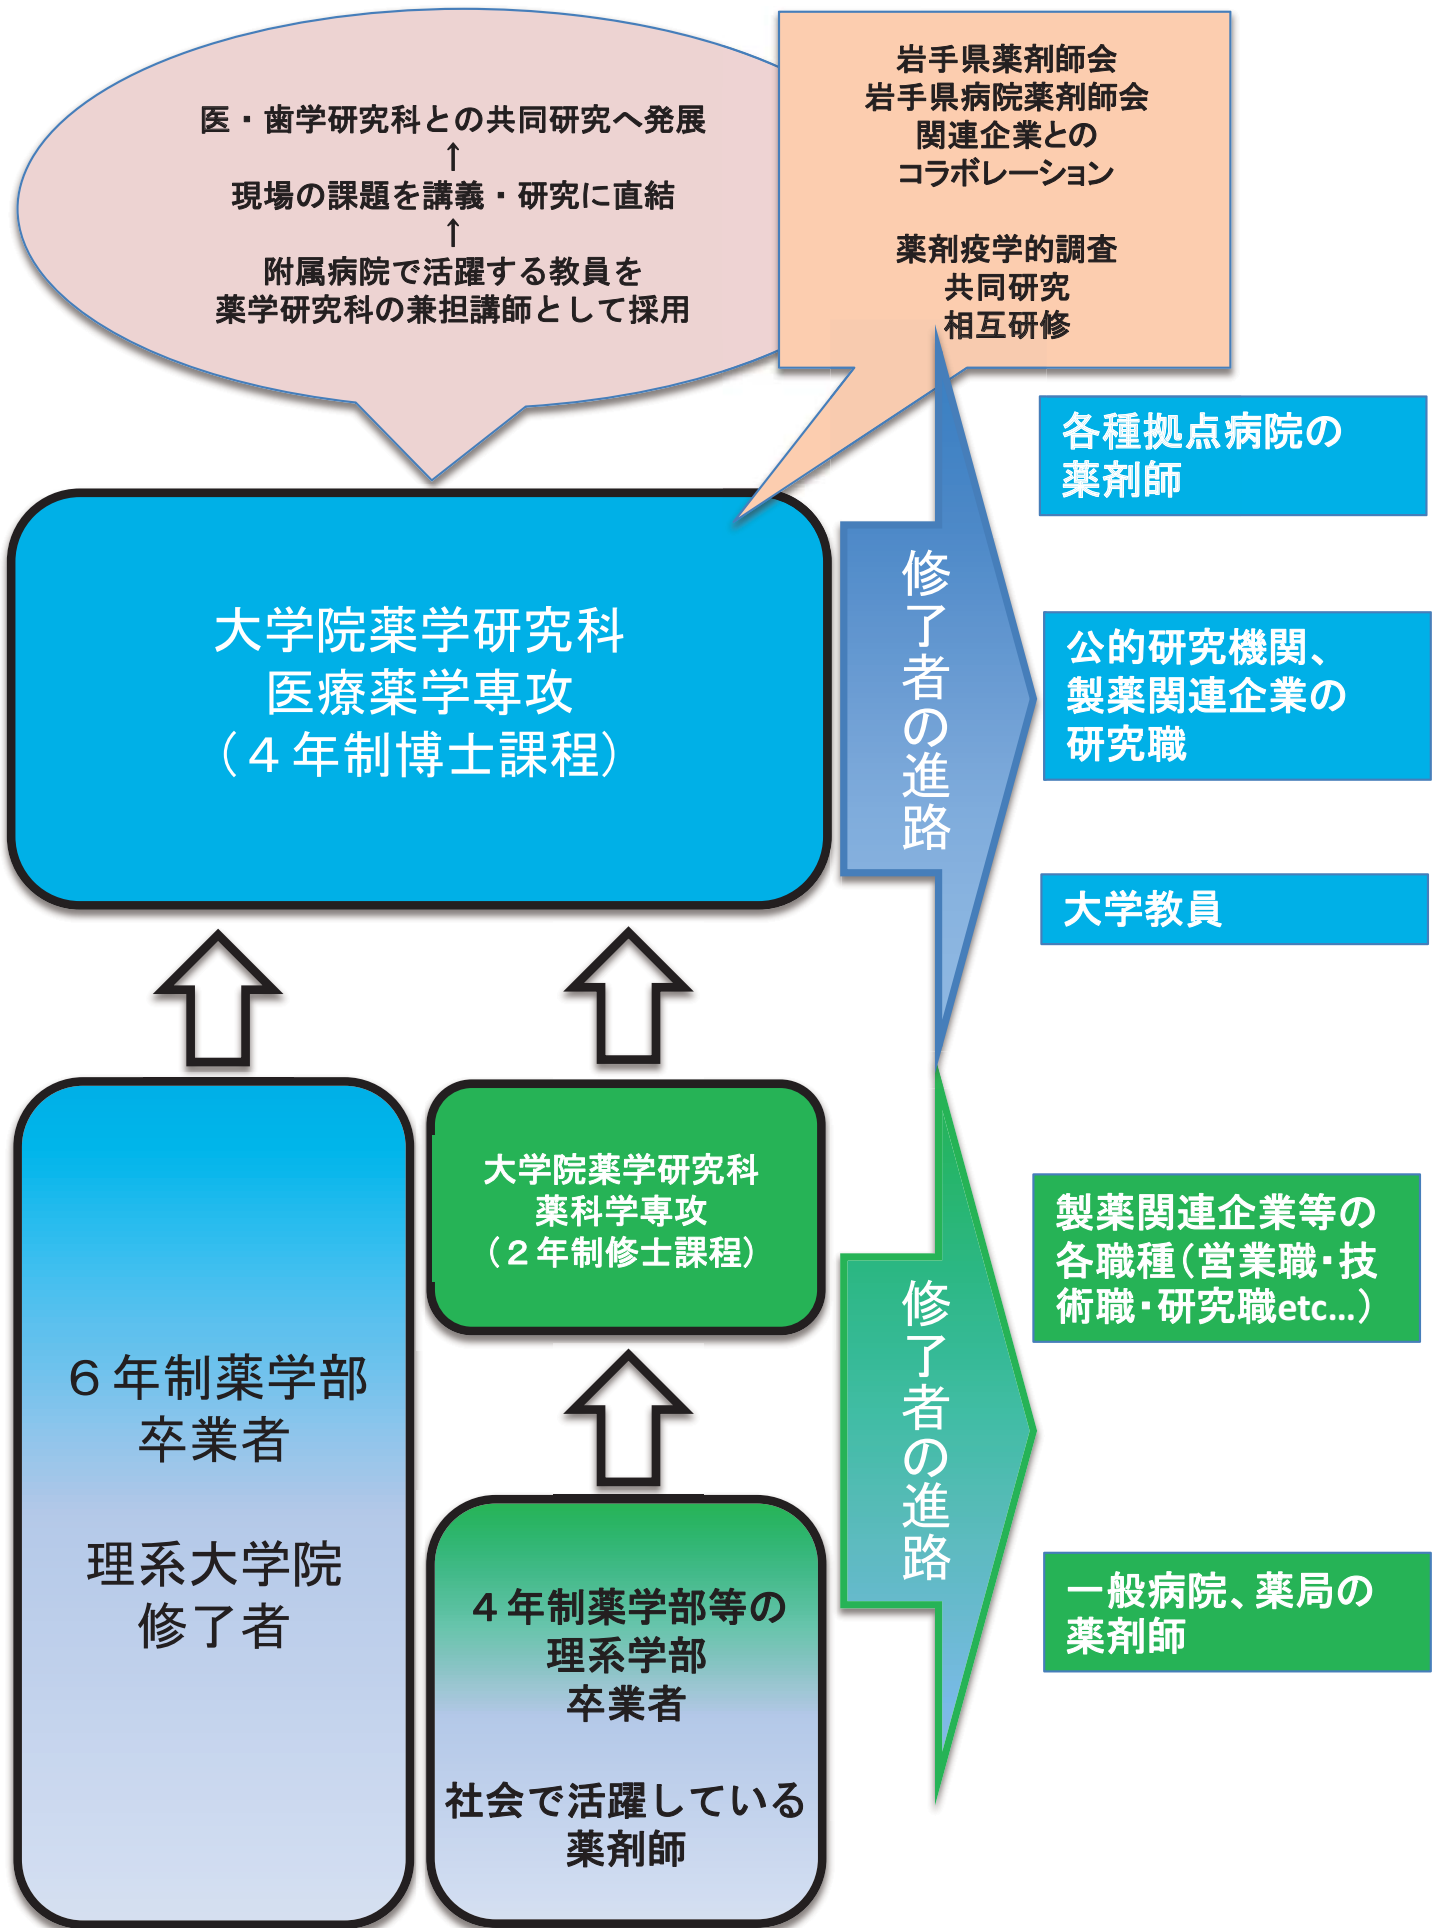 医・歯学研究科との共同研究へ発展
↑
現場の課題を講義・研究に直結
↑
附属病院で活躍する教員を
薬学研究科の兼担講師として採用
岩手県薬剤師会
岩手県病院薬剤師会
関連企業との
コラボレーション
薬剤疫学的調査
共同研究
相互研修
大学院薬学研究科
医療薬学専攻
（４年制博士課程）
修了者の進路
各種拠点病院の
薬剤師
公的研究機関、
製薬関連企業の
研究職
大学教員
６年制薬学部
卒業者
理系大学院
修了者
大学院薬学研究科
薬科学専攻
（２年制修士課程）
４年制薬学部等の
理系学部
卒業者
社会で活躍している
薬剤師
修了者の進路
製薬関連企業等の
各職種（営業職・技
術職・研究職etc…）
一般病院、薬局の
薬剤師